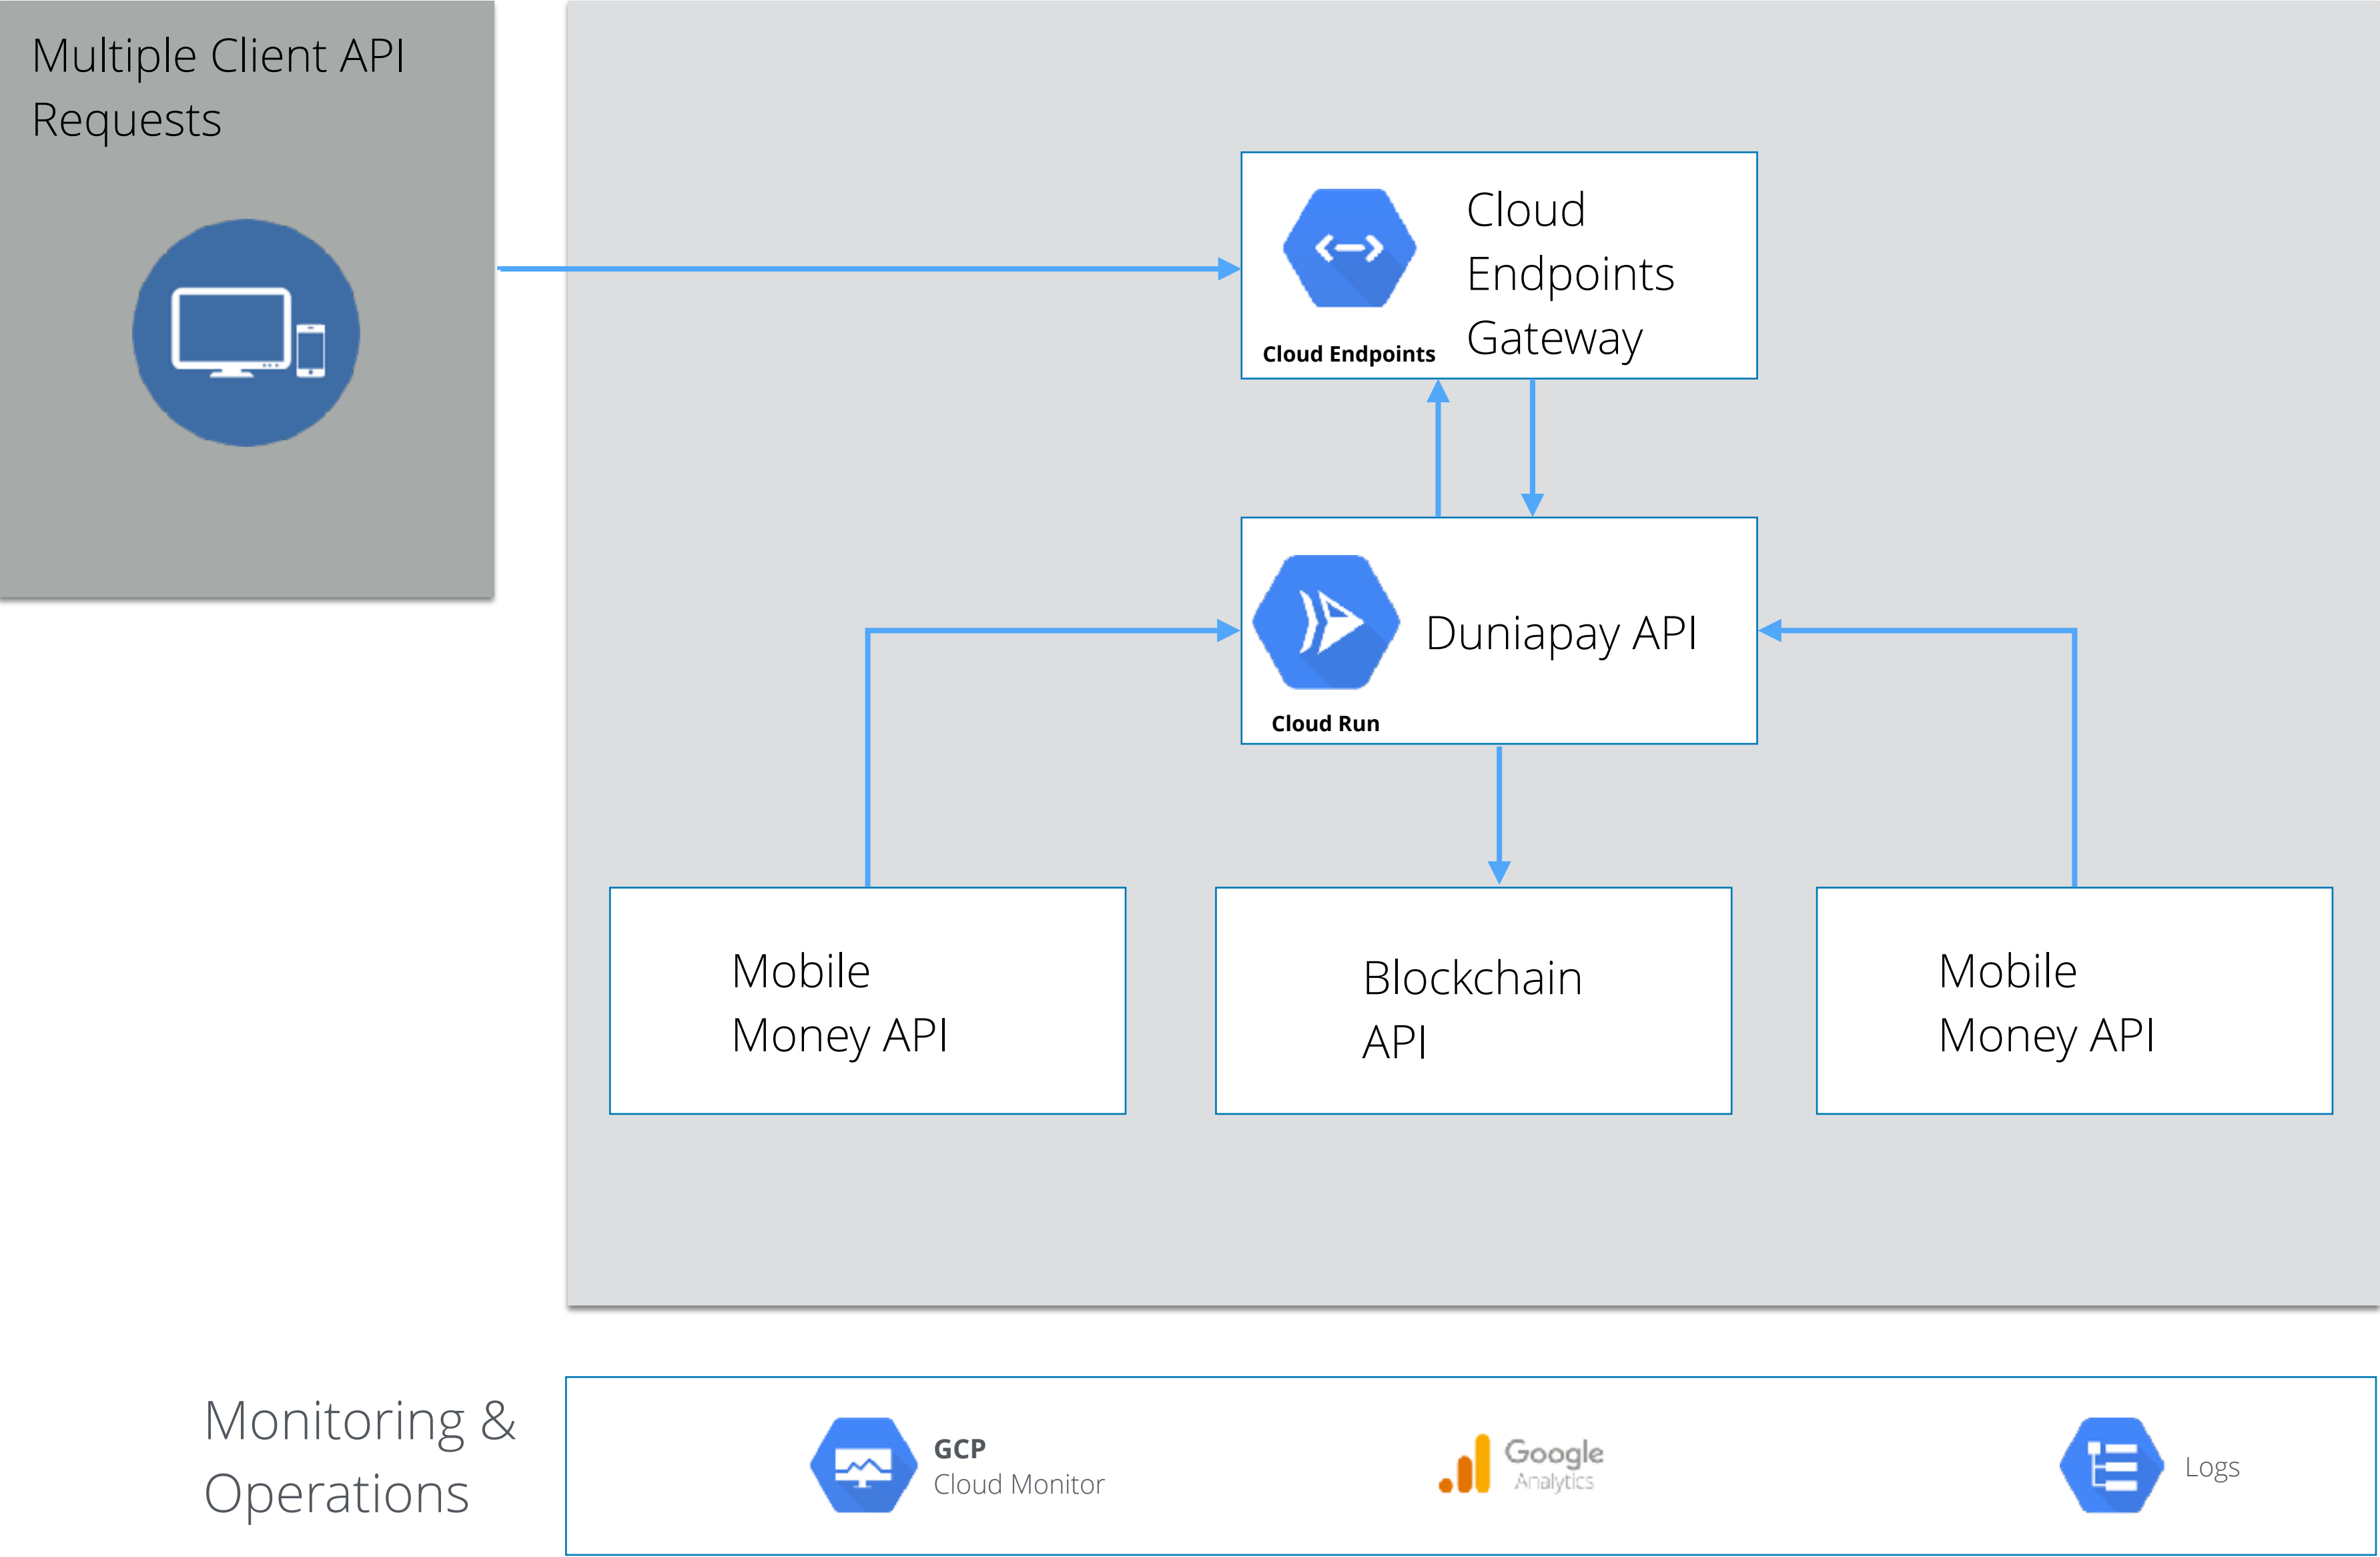 Multiple Client API
Requests
Cloud
Endpoints
Gateway
Cloud Endpoints
Duniapay API
Cloud Run
Mobile
Money API
Blockchain
API
Mobile
Money API
Monitoring &
Operations
GCP
Cloud Monitor
Google
Analytics
Logs